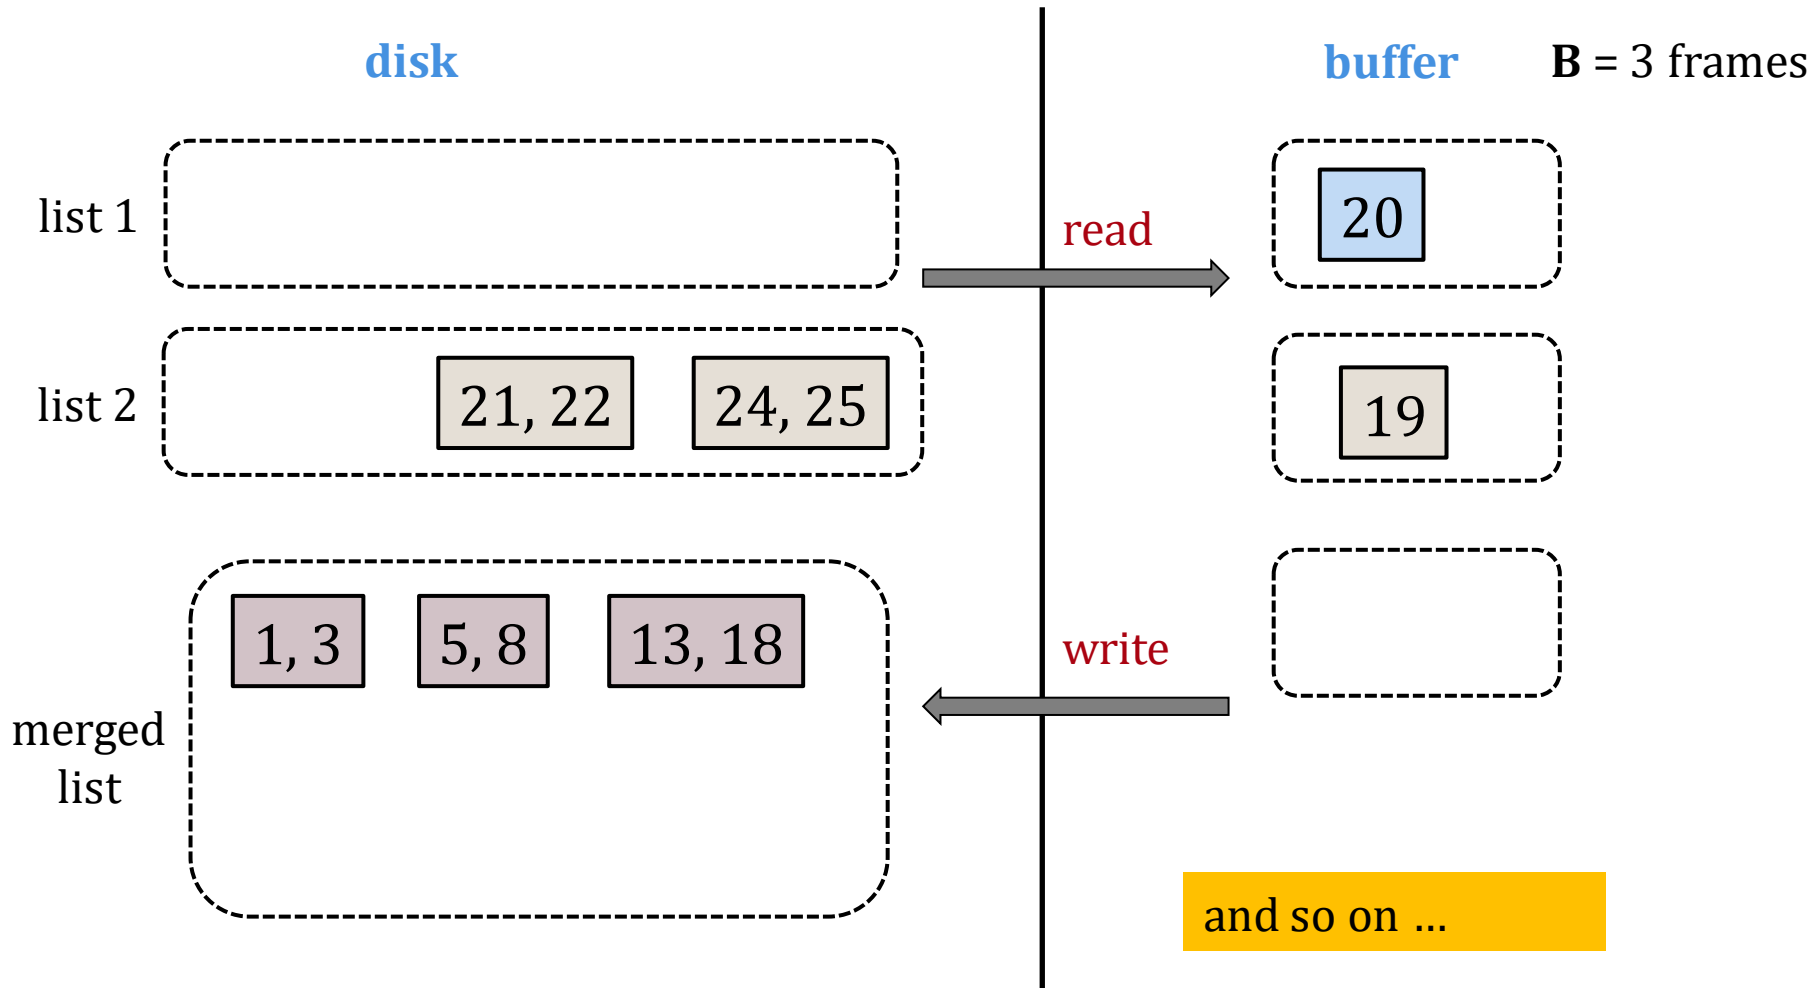 disk
buffer
B = 3 frames
list 1
read
20
list 2
21, 22
24, 25
19
1, 3
5, 8
13, 18
write
merged
list
and so on …